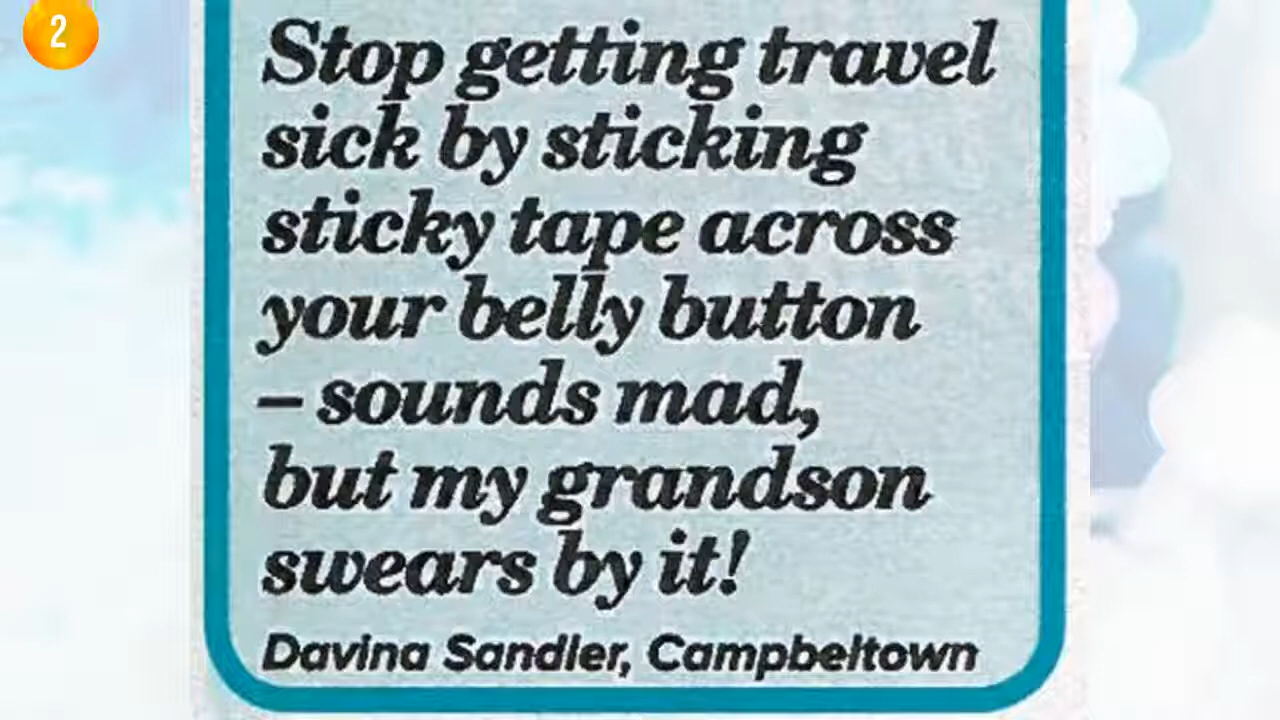 2
Stop getting travel
sick by sticking
sticky tape across
your belly button
– sounds mad,
but my grandson
swears by it!
Davina Sandler, Campbeltown